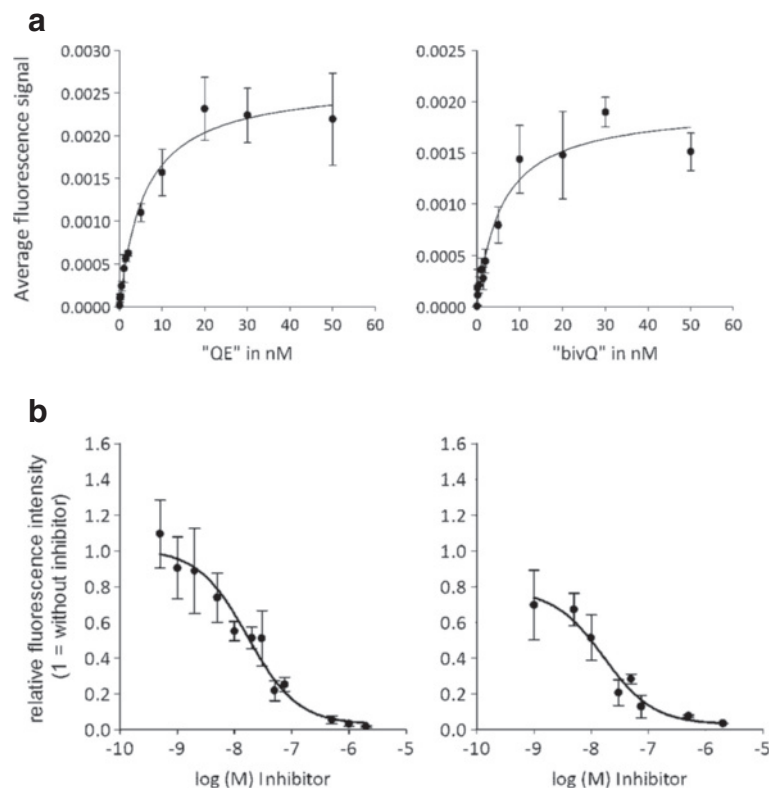 a
Average fluorescence signal
0.0030
0.0025
0.0020
0.0015
0.0010
0.0005
0.0000
0 10 20 30 40 50 60
"QE" in nM
0.0025
0.0020
0.0015
0.0010
0.0005
0.0000
0 10 20 30 40 50 60
"bivQ" in nM
b
relative fluorescence intensity
(1 = without inhibitor)
1.6
1.4
1.2
1.0
0.8
0.6
0.4
0.2
0.0
-10 -9 -8 -7 -6 -5
log (M) Inhibitor
1.6
1.4
1.2
1.0
0.8
0.6
0.4
0.2
0.0
-10 -9 -8 -7 -6 -5
log (M) Inhibitor